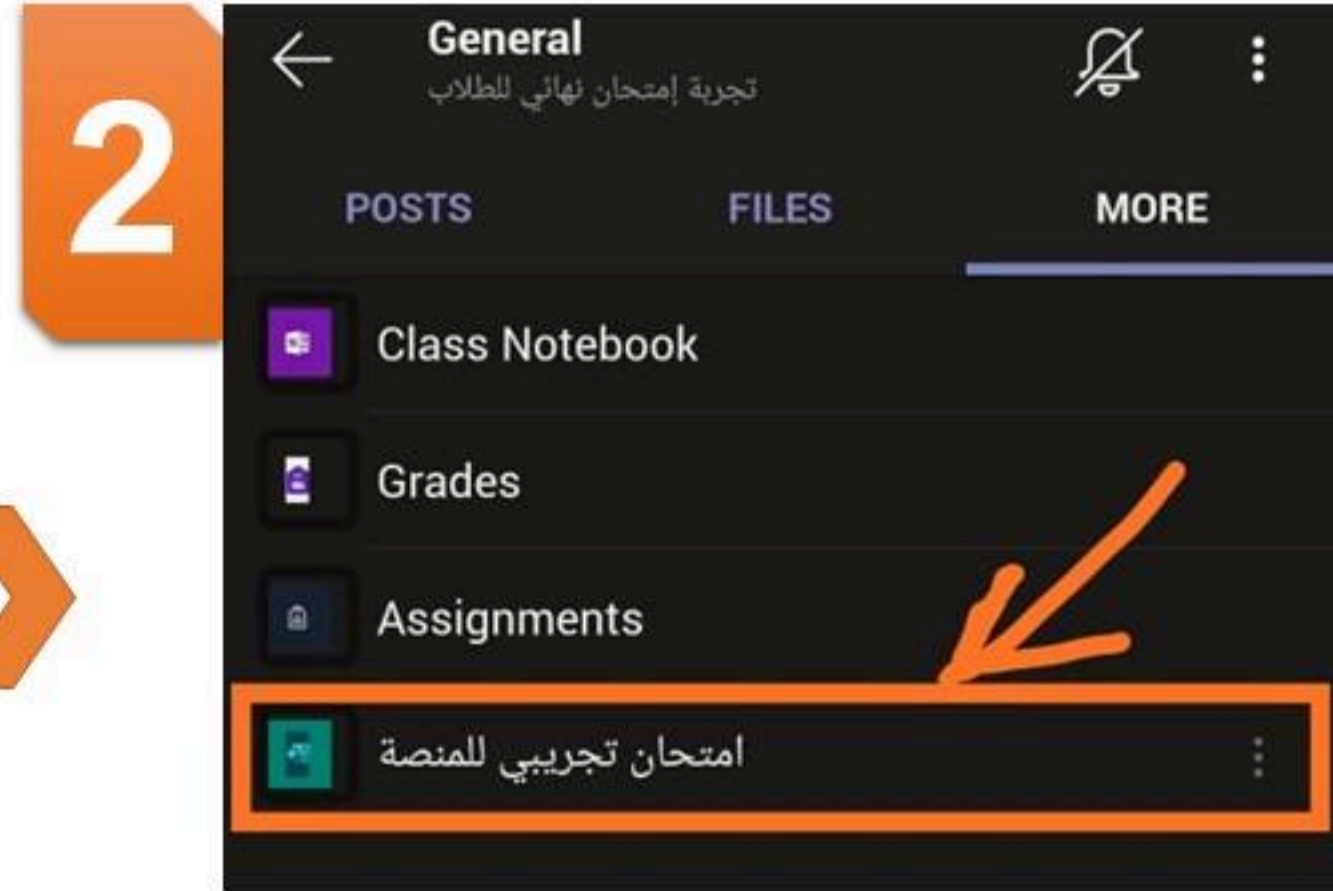 2
General
تجربة إمتحان نهائي للطلاب
POSTS FILES MORE
Class Notebook
Grades
Assignments
امتحان تجريبي للمنصة